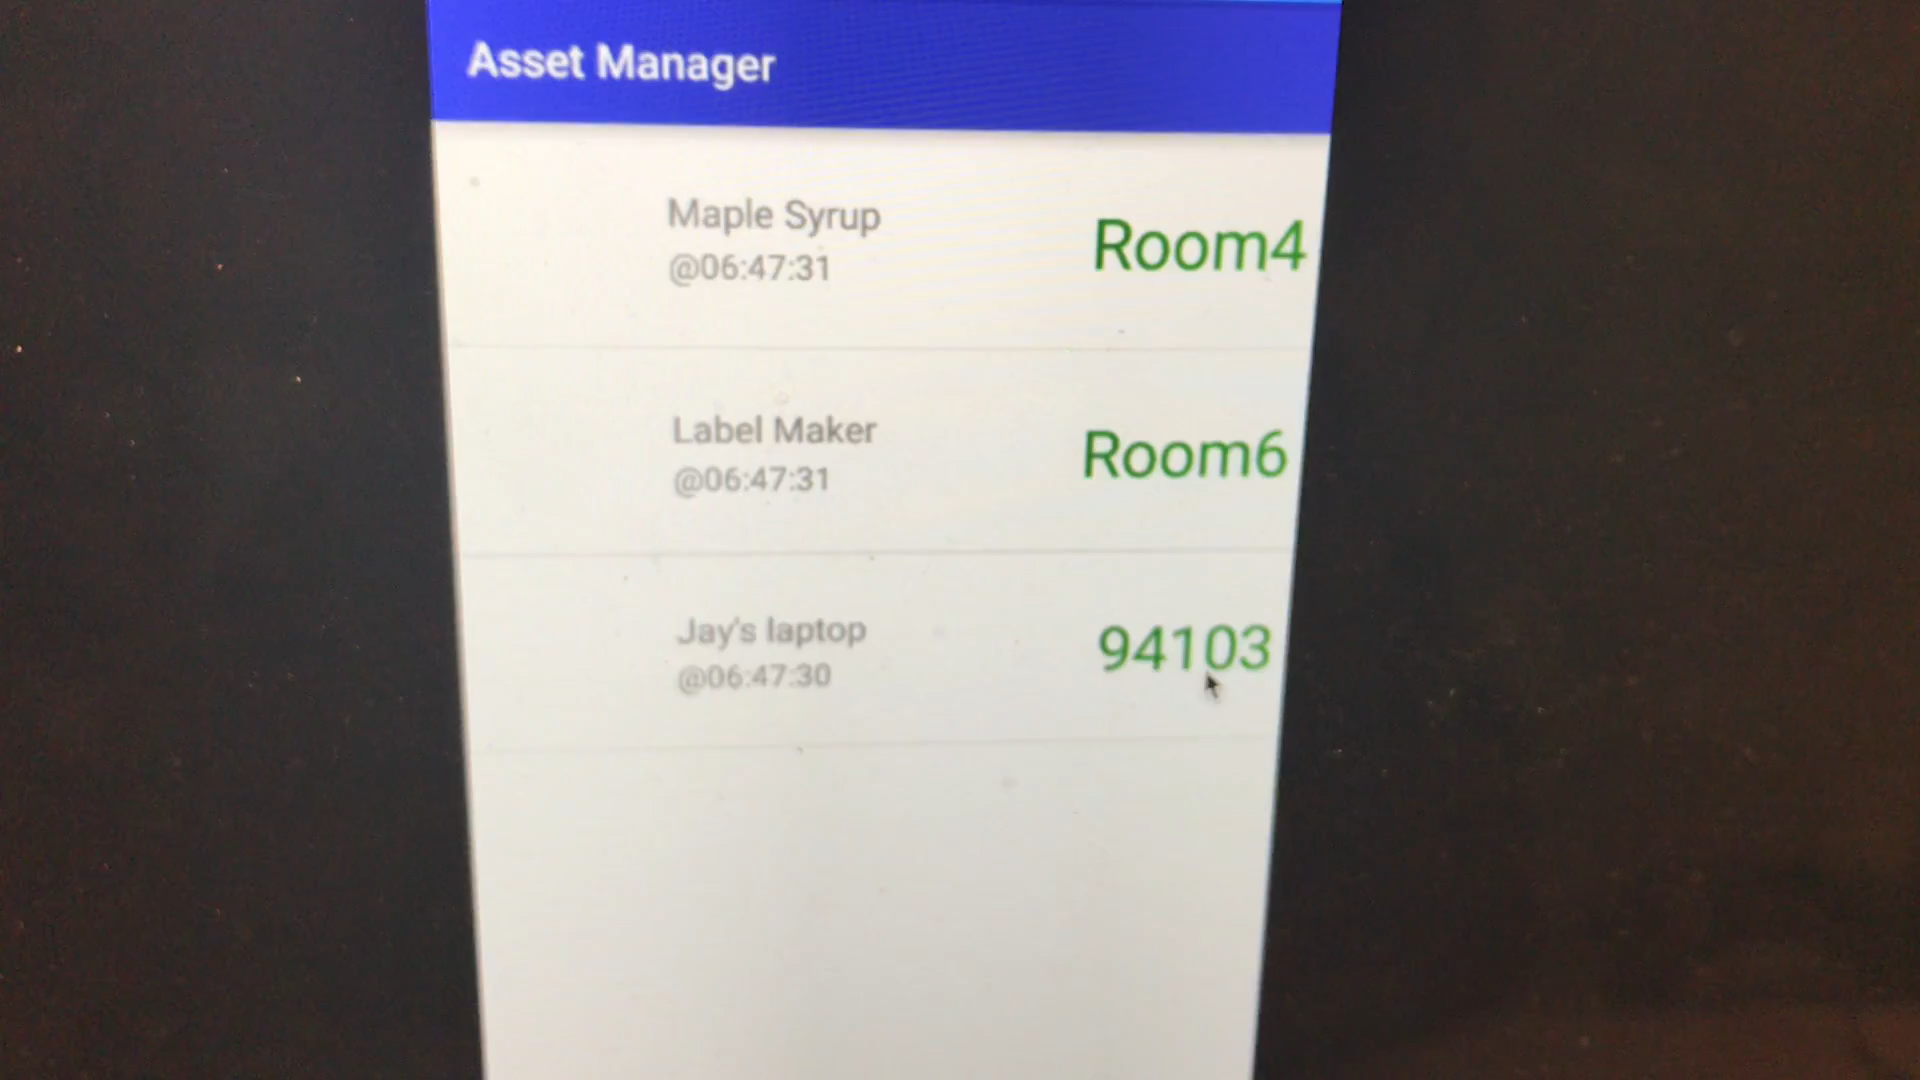 Asset Manager
Maple Syrup
@06:47:31
Room4
Label Maker
@06:47:31
Room6
Jay's laptop
@06:47:30
94103